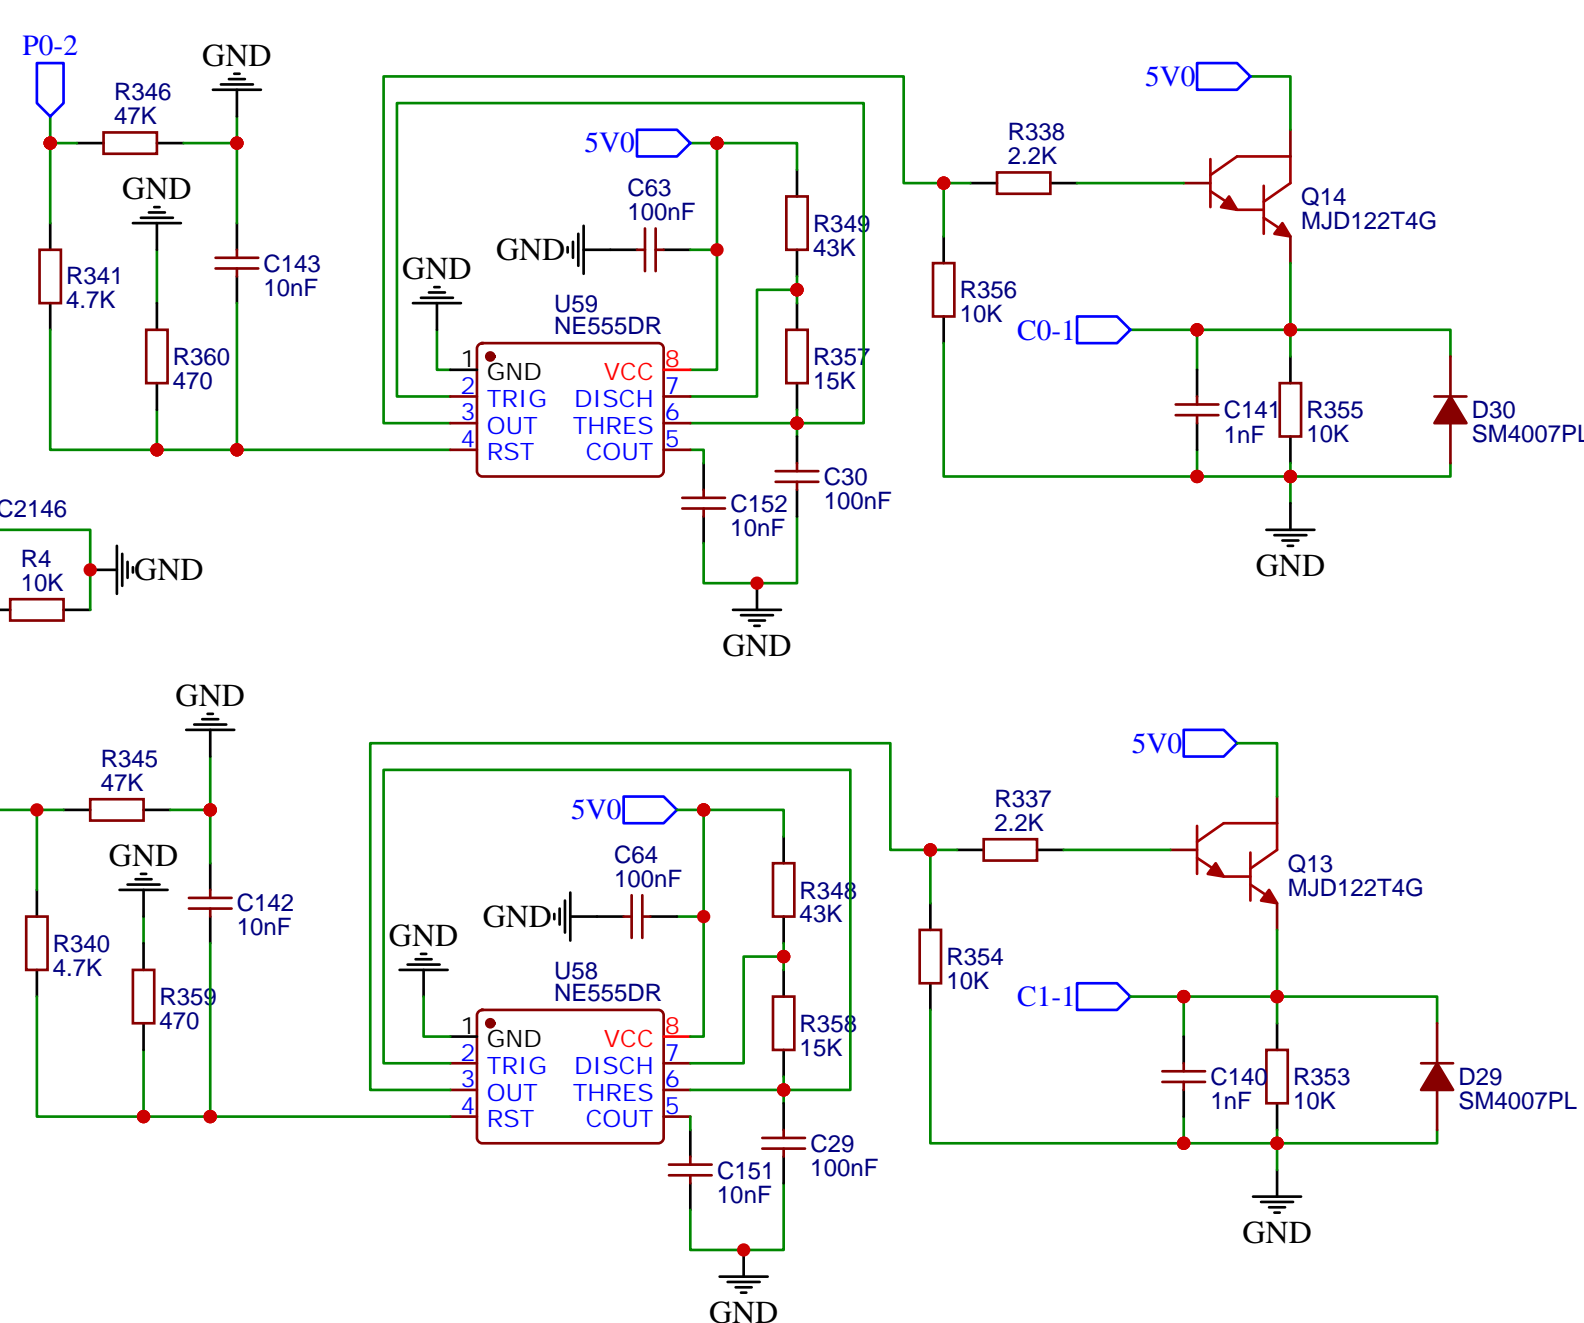 P0-2
GND
R346
47K
GND
R341
4.7K
C143
10nF
R360
470
5V0
C63
100nF
GND
GND
R349
43K
U59
NE555DR
R357
15K
1
GND
VCC
8
2
TRIG
DISCH
7
3
OUT
THRES
6
4
RST
COUT
5
C152
10nF
C30
100nF
GND
5V0
R338
2.2K
Q14
MJD122T4G
R356
10K
C0-1
C141
1nF
R355
10K
D30
SM4007PL
GND
C2146
R4
10K
GND
GND
R345
47K
GND
C142
10nF
R340
4.7K
R359
470
5V0
C64
100nF
GND
GND
R348
43K
U58
NE555DR
R358
15K
1
GND
VCC
8
2
TRIG
DISCH
7
3
OUT
THRES
6
4
RST
COUT
5
C151
10nF
C29
100nF
GND
5V0
R337
2.2K
Q13
MJD122T4G
R354
10K
C1-1
C140
1nF
R353
10K
D29
SM4007PL
GND